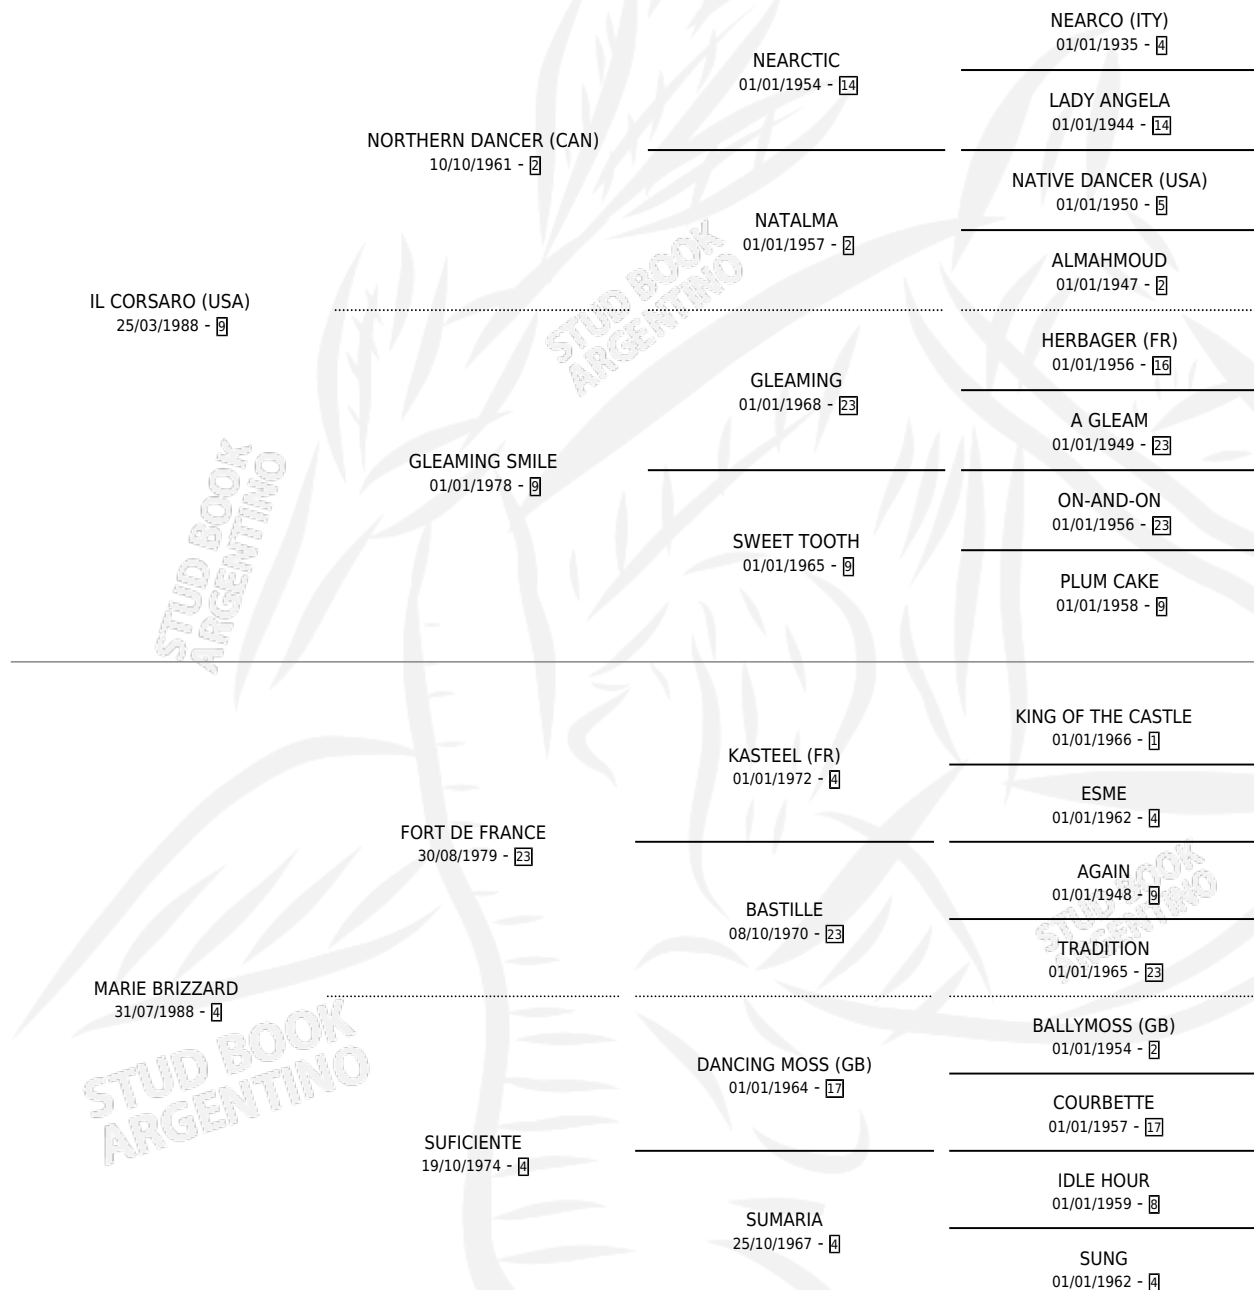 NEARCO (ITY)
01/01/1935 - 4
NEARCTIC
01/01/1954 - 14
LADY ANGELA
01/01/1944 - 14
NORTHERN DANCER (CAN)
10/10/1961 - 2
NATIVE DANCER (USA)
01/01/1950 - 5
NATALMA
01/01/1957 - 2
ALMAHMOUD
01/01/1947 - 2
IL CORSARO (USA)
25/03/1988 - 9
STUD BOOK
ARGENTINO
HERBAGER (FR)
01/01/1956 - 16
GLEAMING
01/01/1968 - 23
A GLEAM
01/01/1949 - 23
GLEAMING SMILE
01/01/1978 - 9
ON-AND-ON
01/01/1956 - 23
SWEET TOOTH
01/01/1965 - 9
PLUM CAKE
01/01/1958 - 9
STUD BOOK
ARGENTINO
KING OF THE CASTLE
01/01/1966 - 1
KASTEEL (FR)
01/01/1972 - 4
ESME
01/01/1962 - 4
FORT DE FRANCE
30/08/1979 - 23
AGAIN
01/01/1948 - 9
BASTILLE
08/10/1970 - 23
TRADITION
01/01/1965 - 23
STUD BOOK
ARGENTINO
MARIE BRIZZARD
31/07/1988 - 4
STUD BOOK
ARGENTINO
BALLYMOSS (GB)
01/01/1954 - 2
DANCING MOSS (GB)
01/01/1964 - 17
COURBETTE
01/01/1957 - 17
SUFICIENTE
19/10/1974 - 4
IDLE HOUR
01/01/1959 - 8
SUMARIA
25/10/1967 - 4
SUNG
01/01/1962 - 4